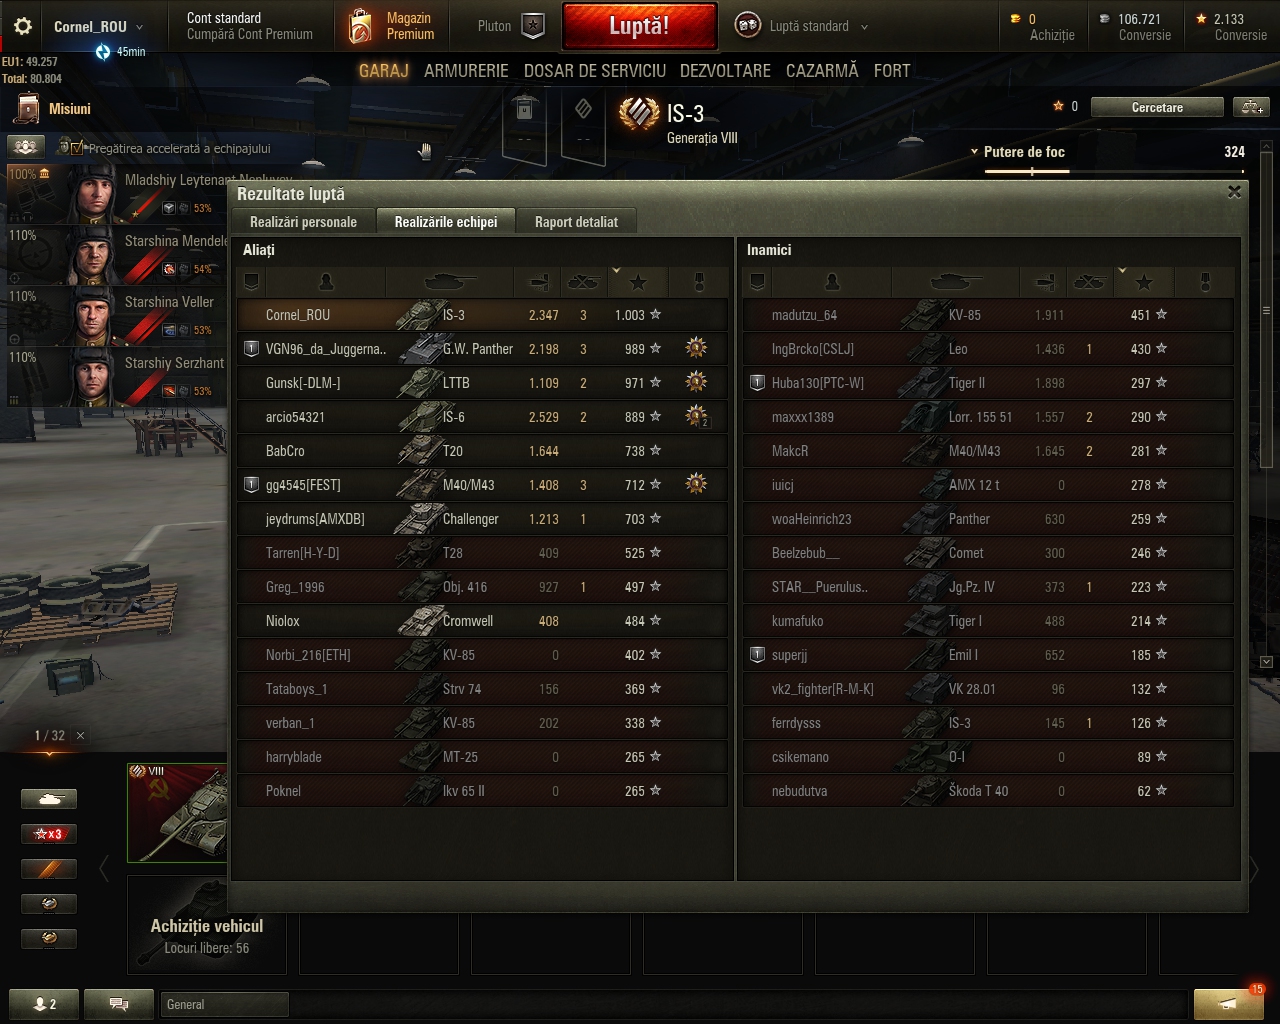 Cornel_ROU
45min
Cont standard
Cumpără Cont Premium
Magazin
Premium
Pluton
Luptă!
Luptă standard
0
Achiziție
106.721
Conversie
2.133
Conversie
EU1: 49.257
Total: 80.804
GARAJ ARMURERIE DOSAR DE SERVICIU DEZVOLTARE CAZARMĂ FORT
Misiuni
IS-3
Generația VIII
0
Cercetare
Pregătirea accelerată a echipajului
Putere de foc 324
100%
Mladshiy Leytenant Nepluyev
53%
110%
Starshina Mendele
54%
110%
Starshina Veller
53%
110%
Starshiy Serzhant
53%
Rezultate luptă
Realizări personale Realizările echipei Raport detaliat
Aliați
Cornel_ROU IS-3 2.347 3 1.003
VGN96_da_Juggerna.. G.W. Panther 2.198 3 989
Gunsk[-DLM-] LTTB 1.109 2 971
arcio54321 IS-6 2.529 2 889 2
BabCro T20 1.644 738
gg4545[FEST] M40/M43 1.408 3 712
jeydrums[AMXDB] Challenger 1.213 1 703
Tarren[H-Y-D] T28 409 525
Greg_1996 Obj. 416 927 1 497
Niolox Cromwell 408 484
Norbi_216[ETH] KV-85 0 402
Tataboys_1 Strv 74 156 369
verban_1 KV-85 202 338
harryblade MT-25 0 265
Poknel Ikv 65 II 0 265
Inamici
madutzu_64 KV-85 1.911 451
IngBrcko[CSLJ] Leo 1.436 1 430
Huba130[PTC-W] Tiger II 1.898 297
maxxx1389 Lorr. 155 51 1.557 2 290
MakcR M40/M43 1.645 2 281
iuicj AMX 12 t 0 278
woaHeinrich23 Panther 630 259
Beelzebub__ Comet 300 246
STAR__Puerulus.. Jg.Pz. IV 373 1 223
kumafuko Tiger I 488 214
superjj Emil I 652 185
vk2_fighter[R-M-K] VK 28.01 96 132
ferrdysss IS-3 145 1 126
csikemano O-I 0 89
nebudutva Škoda T 40 0 62
1 / 32
VIII
x3
Achiziție vehicul
Locuri libere: 56
2
General
15